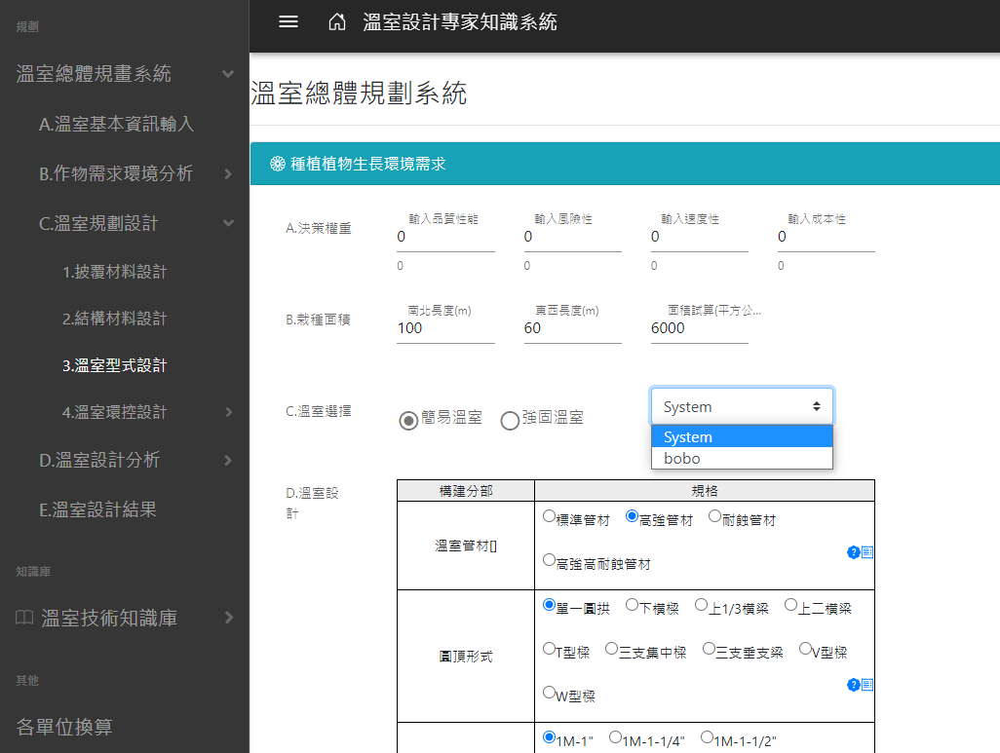 規劃
溫室總體規畫系統
A.溫室基本資訊輸入
B.作物需求環境分析
C.溫室規劃設計
1.披覆材料設計
2.結構材料設計
3.溫室型式設計
4.溫室環控設計
D.溫室設計分析
E.溫室設計結果
知識庫
溫室技術知識庫
其他
各單位換算
溫室設計專家知識系統
溫室總體規劃系統
種植植物生長環境需求
A.決策權重
輸入品質性能 輸入風險性 輸入速度性 輸入成本性
0 0 0 0
0 0 0 0
B.栽種面積
南北長度(m) 東西長度(m) 面積試算(平方公...
100 60 6000
C.溫室選擇
簡易溫室 強固溫室
System
System
bobo
D.溫室設
計
構建分部 規格
溫室管材[]
標準管材 高強管材 耐蝕管材
高強高耐蝕管材
圓頂形式
單一圓拱 下橫樑 上1/3橫梁 上二橫梁
T型樑 三支集中樑 三支垂支梁 V型樑
W型樑
1M-1" 1M-1-1/4" 1M-1-1/2"